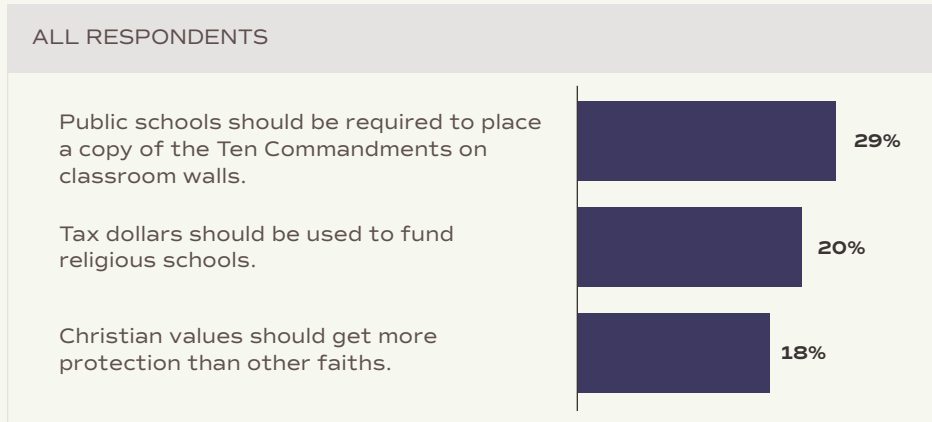 ALL RESPONDENTS
Public schools should be required to place
a copy of the Ten Commandments on
classroom walls.
29%
Tax dollars should be used to fund
religious schools.
20%
Christian values should get more
protection than other faiths.
18%